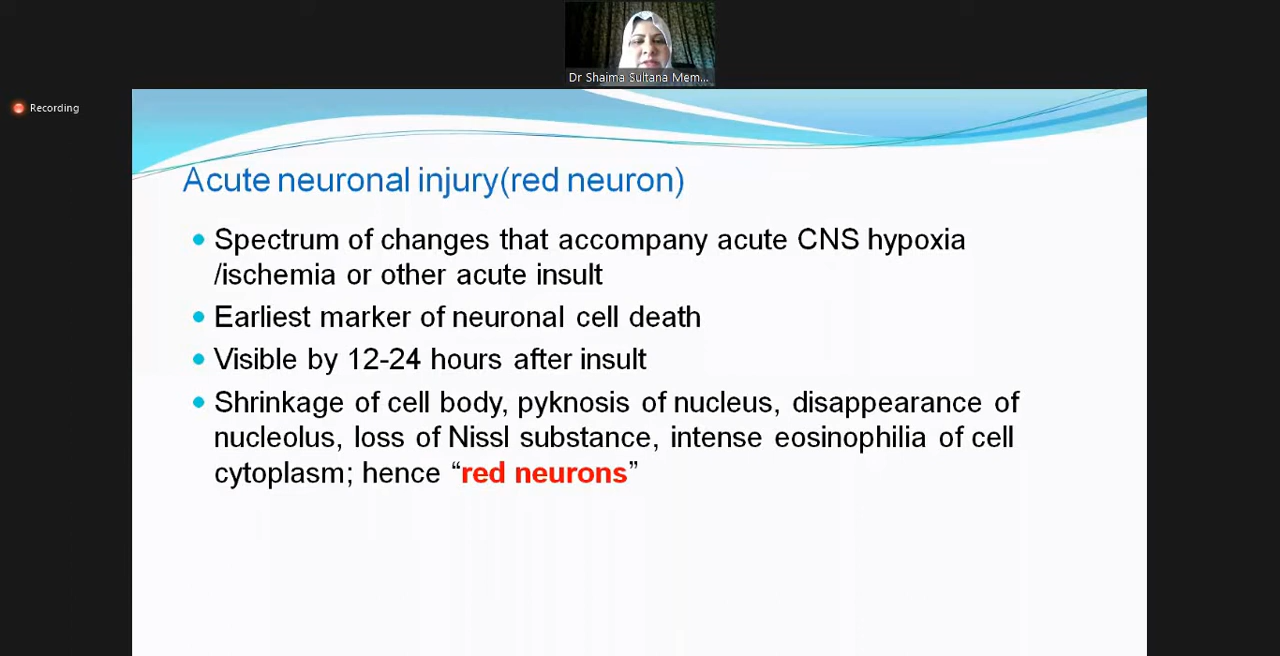 Dr Shaima Sultana Mem...
Recording
Acute neuronal injury(red neuron)
Spectrum of changes that accompany acute CNS hypoxia
/ischemia or other acute insult
Earliest marker of neuronal cell death
Visible by 12-24 hours after insult
Shrinkage of cell body, pyknosis of nucleus, disappearance of
nucleolus, loss of Nissl substance, intense eosinophilia of cell
cytoplasm; hence “red neurons”